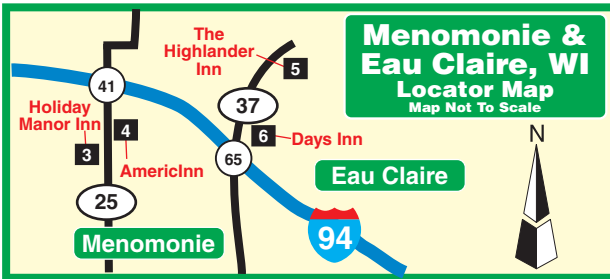 Menomonie &
Eau Claire, WI
Locator Map
Map Not To Scale
The
Highlander
Inn
5
41
37
N
Holiday
Manor Inn
4
6
Days Inn
3
AmericInn
65
Eau Claire
25
Menomonie
94